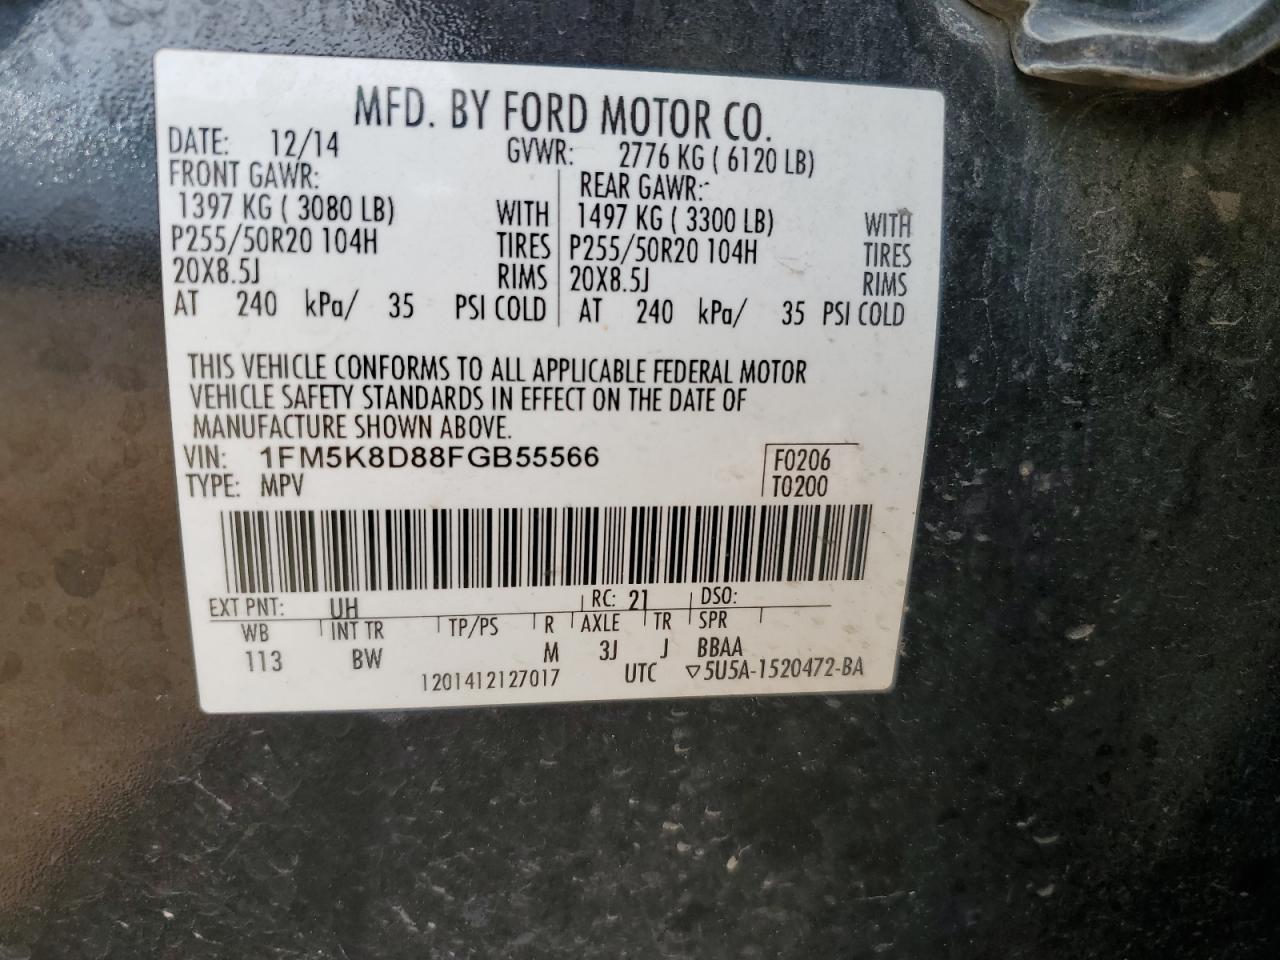 MFD. BY FORD MOTOR CO.
DATE: 12/14 GVWR: 2776 KG ( 6120 LB)
FRONT GAWR: REAR GAWR:
1397 KG ( 3080 LB) WITH 1497 KG ( 3300 LB) WITH
P255/50R20 104H TIRES P255/50R20 104H TIRES
20X8.5J RIMS 20X8.5J RIMS
AT 240 kPa/ 35 PSI COLD AT 240 kPa/ 35 PSI COLD
THIS VEHICLE CONFORMS TO ALL APPLICABLE FEDERAL MOTOR
VEHICLE SAFETY STANDARDS IN EFFECT ON THE DATE OF
MANUFACTURE SHOWN ABOVE.
VIN: 1FM5K8D88FGB55566 F0206
TYPE: MPV T0200
EXT PNT: UH RC: 21 DSO:
WB INT TR TP/PS R AXLE TR SPR
113 BW M 3J J BBAA
1201412127017 UTC ▽5U5A-1520472-BA